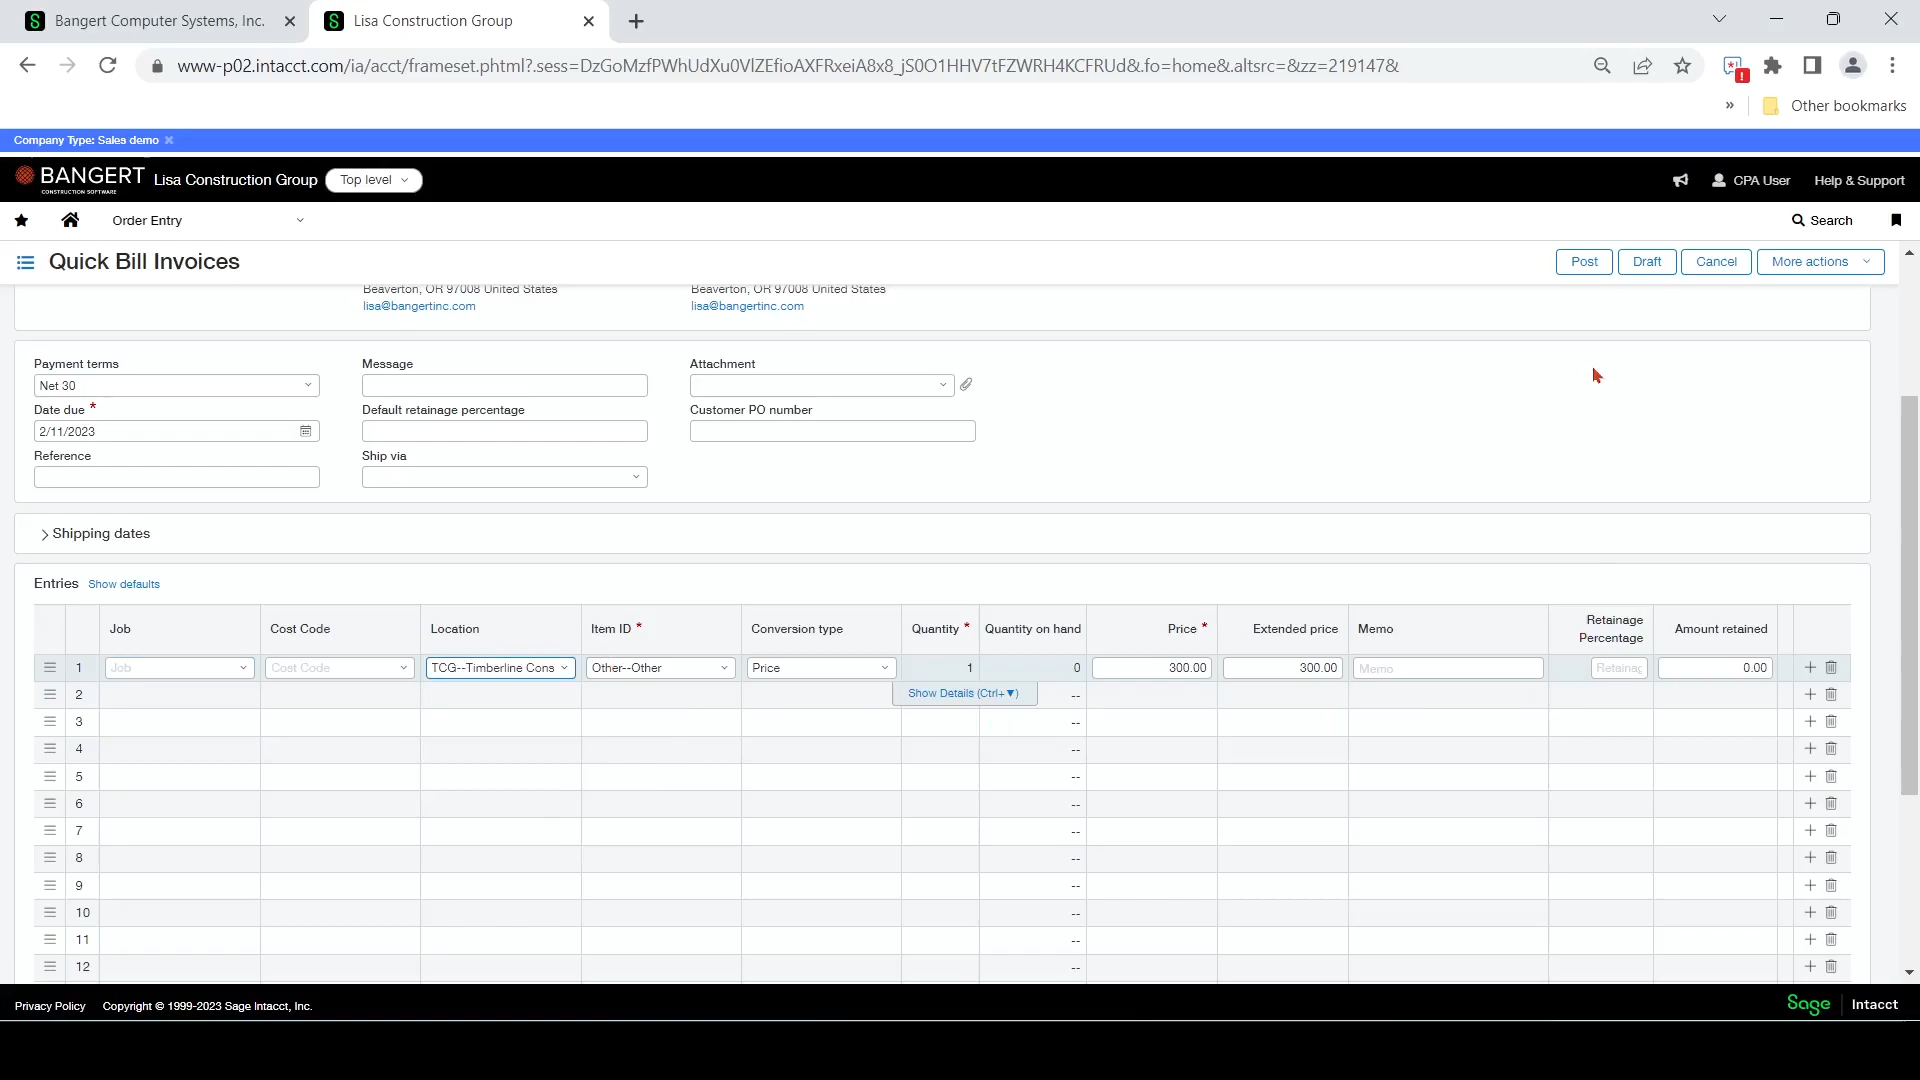 Bangert Computer Systems, Inc.
Lisa Construction Group
www-p02.intacct.com/ia/acct/frameset.phtml?.sess=DzGoMzfPWhUdXu0VlZEfioAXFRxeiA8x8_jS0O1HHV7tFZWRH4KCFRUd&.fo=home&.altsrc=&zz=219147&
» Other bookmarks
Company Type: Sales demo
BANGERT
CONSTRUCTION SOFTWARE
Lisa Construction Group Top level
CPA User Help & Support
Order Entry Search
Quick Bill Invoices Post Draft Cancel More actions
Beaverton, OR 97008 United States Beaverton, OR 97008 United States
lisa@bangertinc.com lisa@bangertinc.com
Payment terms Message Attachment
Net 30
Date due * Default retainage percentage Customer PO number
2/11/2023
Reference Ship via
Shipping dates
Entries Show defaults
Job Cost Code Location Item ID * Conversion type Quantity * Quantity on hand Price * Extended price Memo Retainage Percentage Amount retained
1 Job Cost Code TCG--Timberline Cons Other--Other Price 1 0 300.00 300.00 Memo Retainag 0.00
2 Show Details (Ctrl+▼) --
3 --
4 --
5 --
6 --
7 --
8 --
9 --
10 --
11 --
12 --
Privacy Policy Copyright © 1999-2023 Sage Intacct, Inc. Sage Intacct